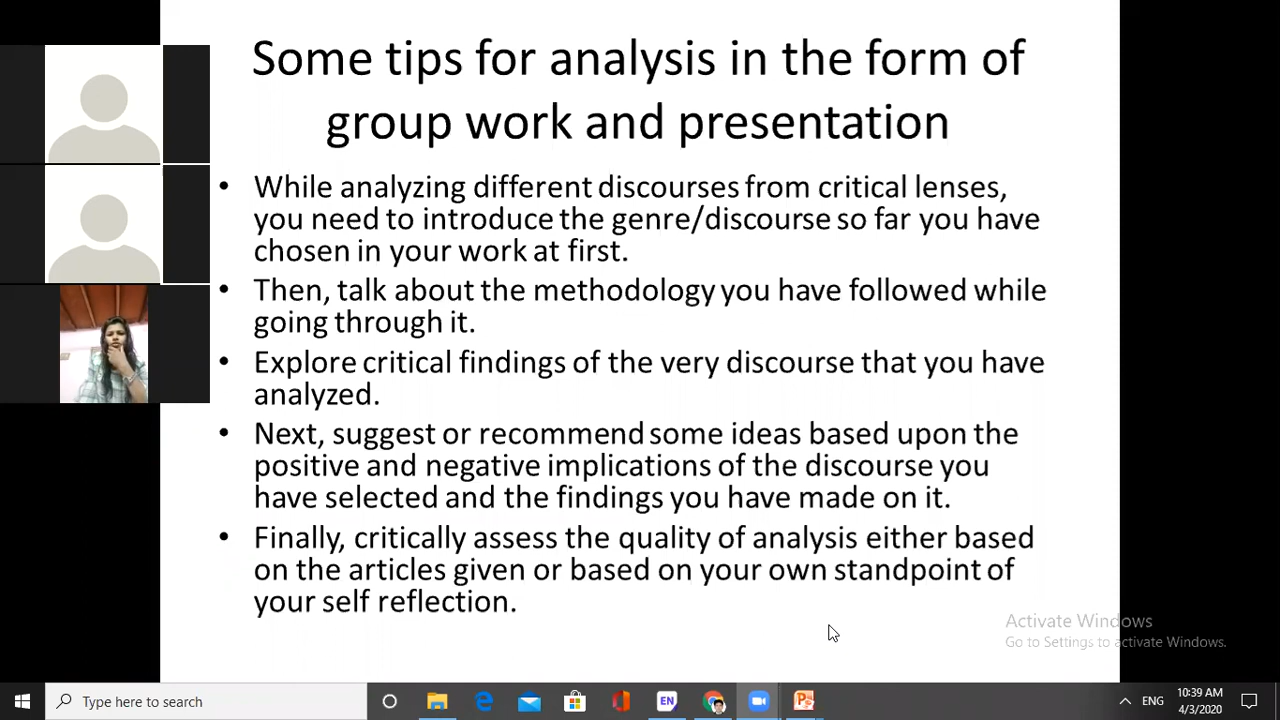 Some tips for analysis in the form of
group work and presentation
• While analyzing different discourses from critical lenses,
you need to introduce the genre/discourse so far you have
chosen in your work at first.
• Then, talk about the methodology you have followed while
going through it.
• Explore critical findings of the very discourse that you have
analyzed.
• Next, suggest or recommend some ideas based upon the
positive and negative implications of the discourse you
have selected and the findings you have made on it.
• Finally, critically assess the quality of analysis either based
on the articles given or based on your own standpoint of
your self reflection.
Activate Windows
Go to Settings to activate Windows.
Type here to search
EN
ENG
10:39 AM
4/3/2020